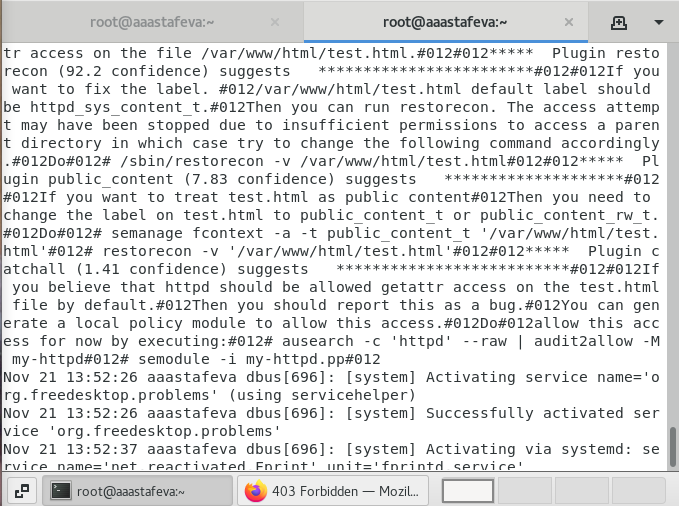 root@aaastafeva:~
root@aaastafeva:~
tr access on the file /var/www/html/test.html.#012#012*****  Plugin resto
recon (92.2 confidence) suggests   ************************#012#012If you
 want to fix the label. #012/var/www/html/test.html default label should
be httpd_sys_content_t.#012Then you can run restorecon. The access attemp
t may have been stopped due to insufficient permissions to access a paren
t directory in which case try to change the following command accordingly
.#012Do#012# /sbin/restorecon -v /var/www/html/test.html#012#012*****  Pl
ugin public_content (7.83 confidence) suggests   ********************#012
#012If you want to treat test.html as public content#012Then you need to
change the label on test.html to public_content_t or public_content_rw_t.
#012Do#012# semanage fcontext -a -t public_content_t '/var/www/html/test.
html'#012# restorecon -v '/var/www/html/test.html'#012#012*****  Plugin c
atchall (1.41 confidence) suggests   **************************#012#012If
 you believe that httpd should be allowed getattr access on the test.html
 file by default.#012Then you should report this as a bug.#012You can gen
erate a local policy module to allow this access.#012Do#012allow this acc
ess for now by executing:#012# ausearch -c 'httpd' --raw | audit2allow -M
 my-httpd#012# semodule -i my-httpd.pp#012
Nov 21 13:52:26 aaastafeva dbus[696]: [system] Activating service name='o
rg.freedesktop.problems' (using servicehelper)
Nov 21 13:52:26 aaastafeva dbus[696]: [system] Successfully activated ser
vice 'org.freedesktop.problems'
Nov 21 13:52:37 aaastafeva dbus[696]: [system] Activating via systemd: se
rvice name='net.reactivated.Fprint' unit='fprintd.service'
root@aaastafeva:~
403 Forbidden — Mozil...